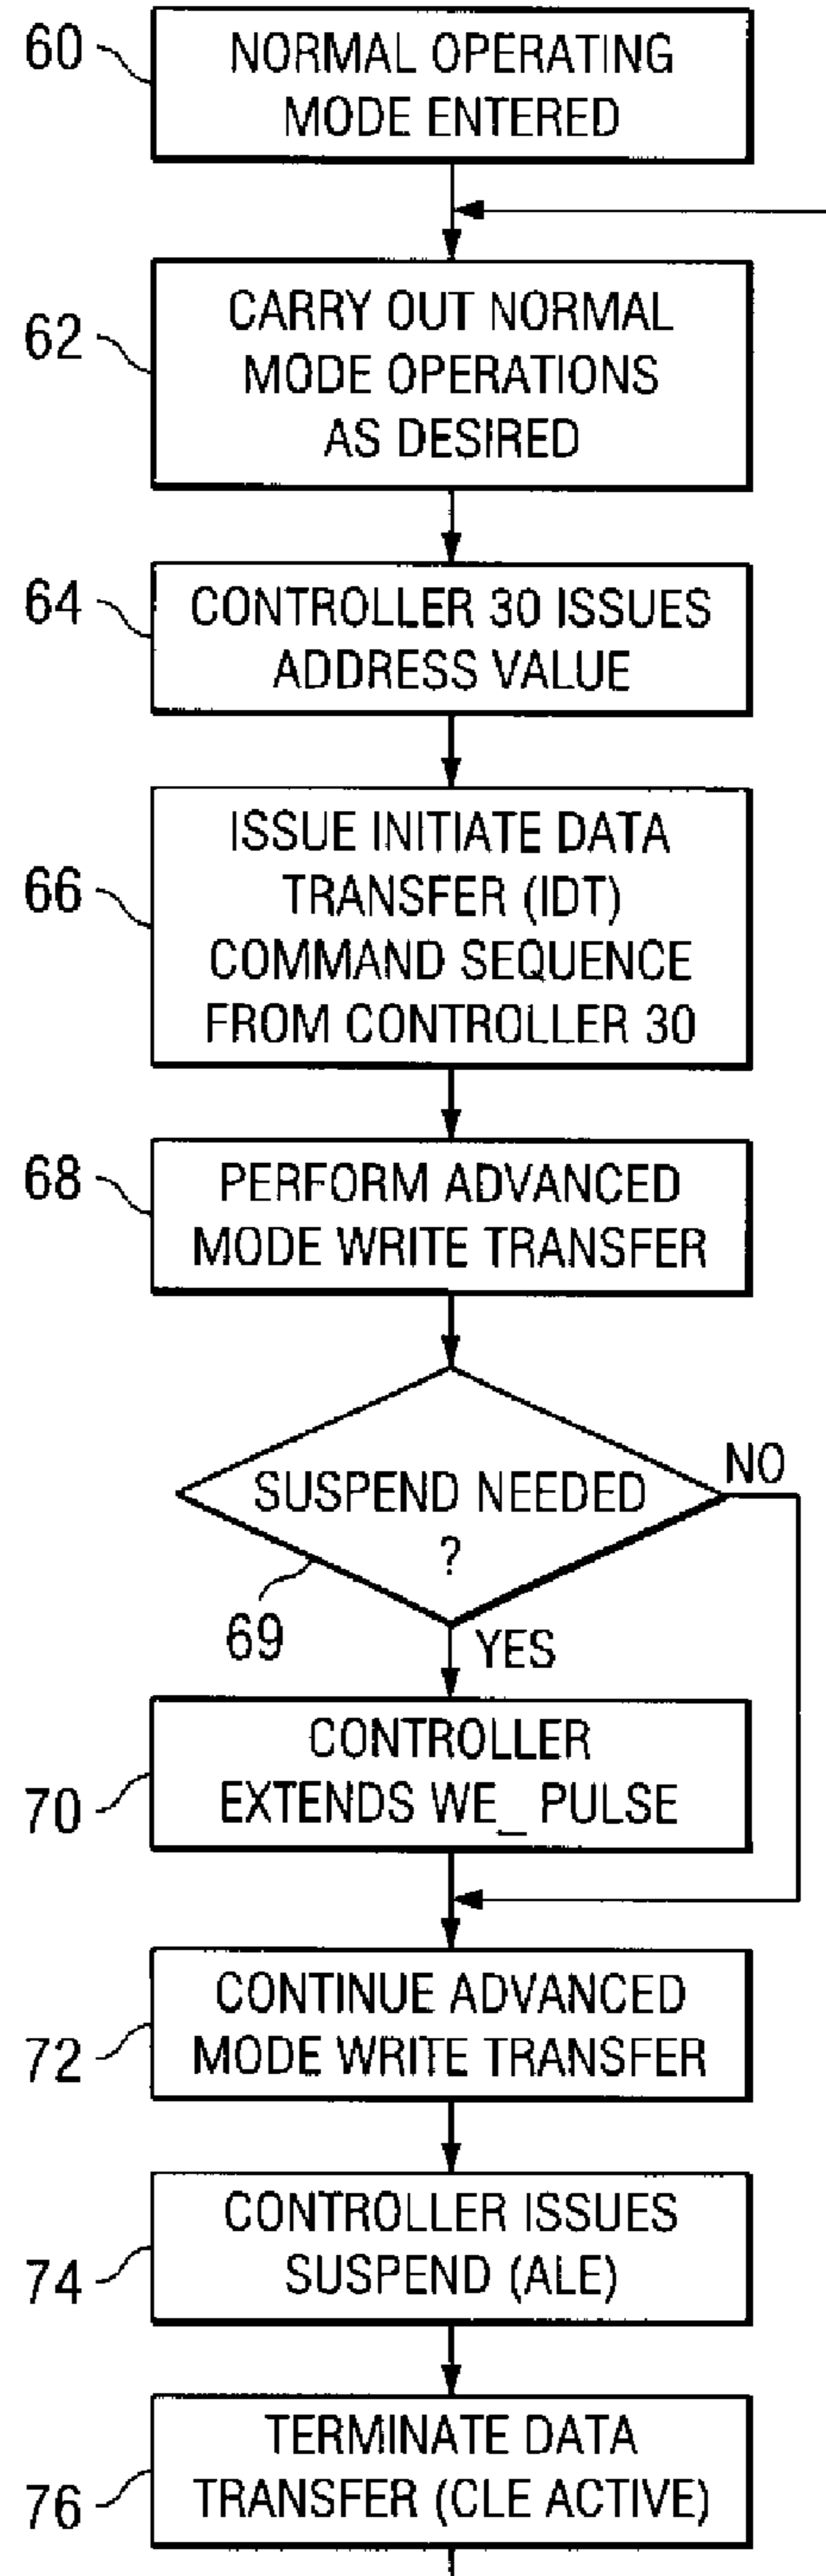 60
NORMAL OPERATING
MODE ENTERED
62
CARRY OUT NORMAL
MODE OPERATIONS
AS DESIRED
64
CONTROLLER 30 ISSUES
ADDRESS VALUE
66
ISSUE INITIATE DATA
TRANSFER (IDT)
COMMAND SEQUENCE
FROM CONTROLLER 30
68
PERFORM ADVANCED
MODE WRITE TRANSFER
SUSPEND NEEDED
?
NO
69
YES
70
CONTROLLER
EXTENDS WE_ PULSE
72
CONTINUE ADVANCED
MODE WRITE TRANSFER
74
CONTROLLER ISSUES
SUSPEND (ALE)
76
TERMINATE DATA
TRANSFER (CLE ACTIVE)